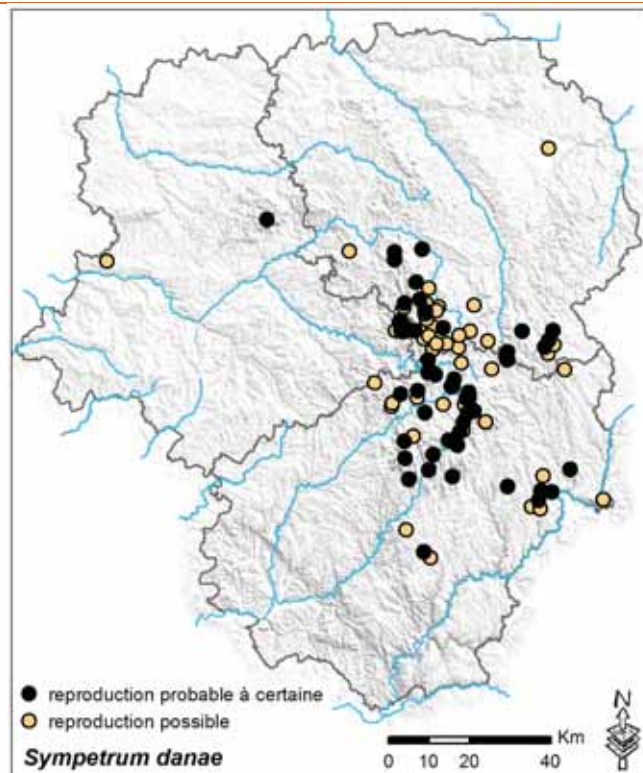 reproduction probable à certaine
reproduction possible
Sympetrum danae
N
Km
0 10 20 40